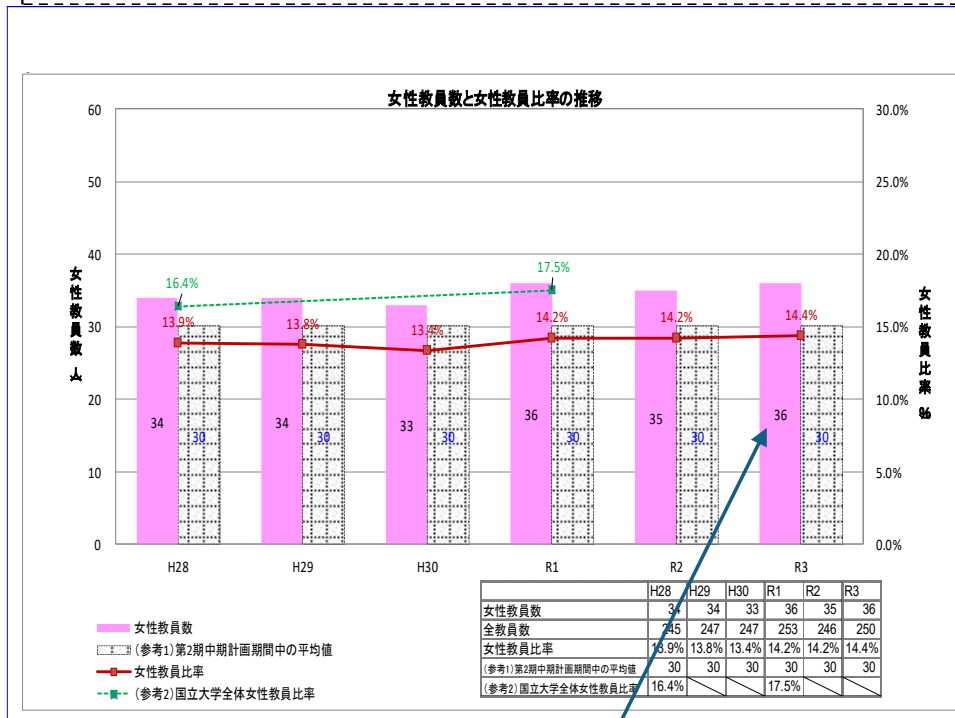 女性教員数と女性教員比率の推移
60
50
40
30
20
10
0
女性教員数 人
30.0%
25.0%
20.0%
15.0%
10.0%
5.0%
0.0%
女性教員比率 %
16.4%
17.5%
13.9%
13.8%
13.4%
14.2%
14.2%
14.4%
34
30
34
30
33
30
36
30
35
30
36
30
H28 H29 H30 R1 R2 R3
女性教員数
(参考1)第2期中期計画期間中の平均値
女性教員比率
(参考2)国立大学全体女性教員比率
H28 H29 H30 R1 R2 R3
女性教員数 34 34 33 36 35 36
全教員数 245 247 247 253 246 250
女性教員比率 13.9% 13.8% 13.4% 14.2% 14.2% 14.4%
(参考1)第2期中期計画期間中の平均値 30 30 30 30 30 30
(参考2)国立大学全体女性教員比率 16.4% 17.5%